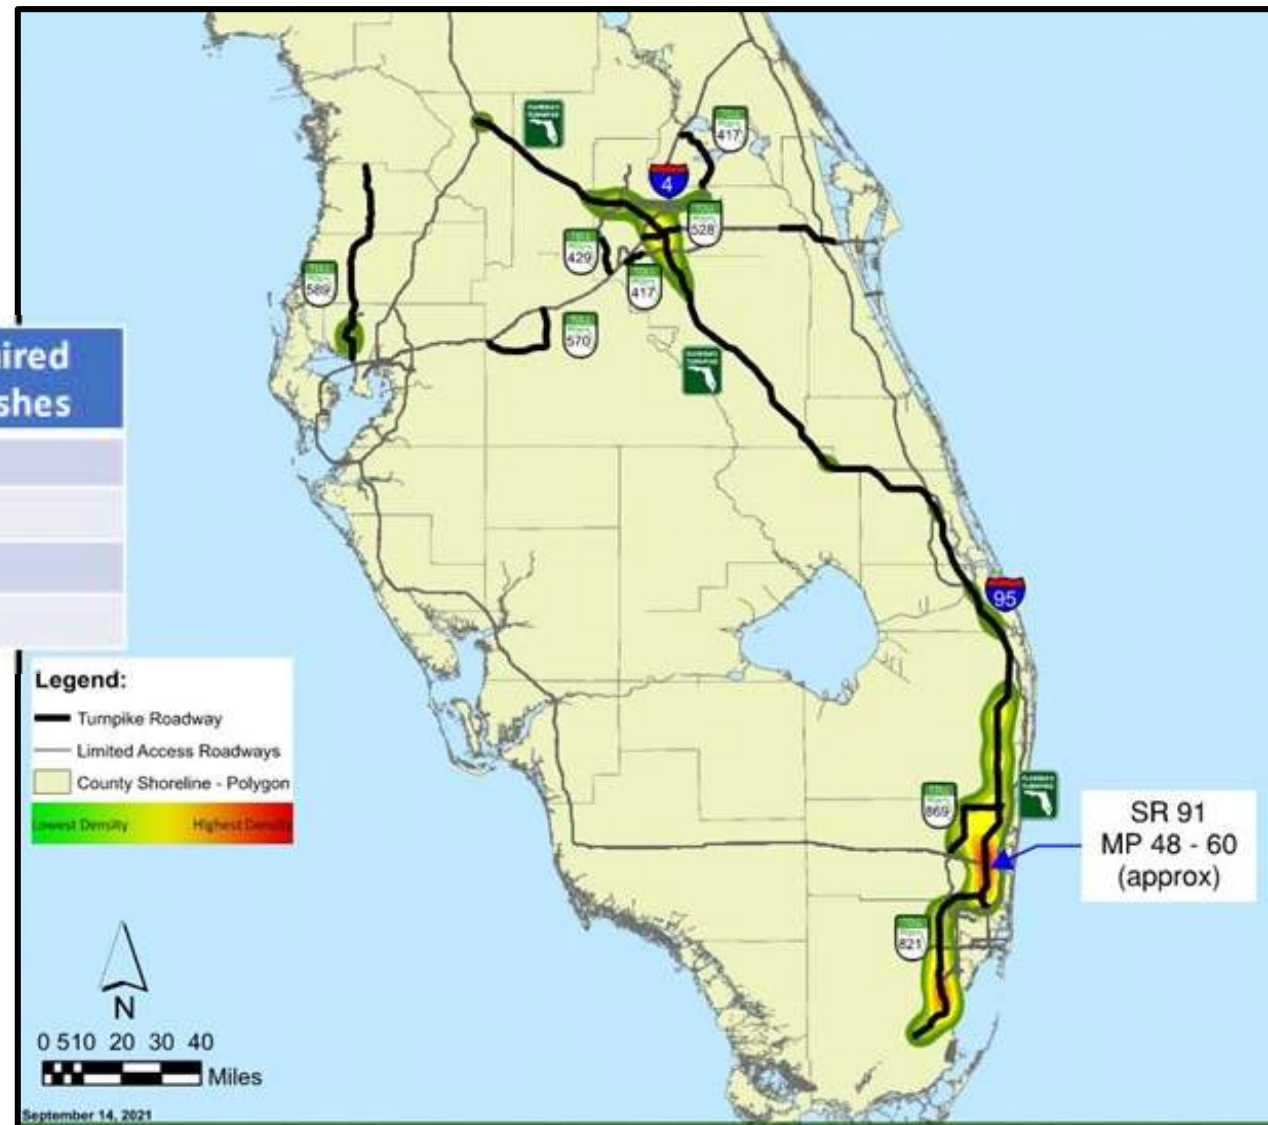 417
4
528
429
417
589
570
ired
shes
95
Legend:
Turnpike Roadway
Limited Access Roadways
County Shoreline - Polygon
Lowest Density Highest Density
869
SR 91
MP 48 - 60
(approx)
821
N
0 510 20 30 40
Miles
September 14, 2021